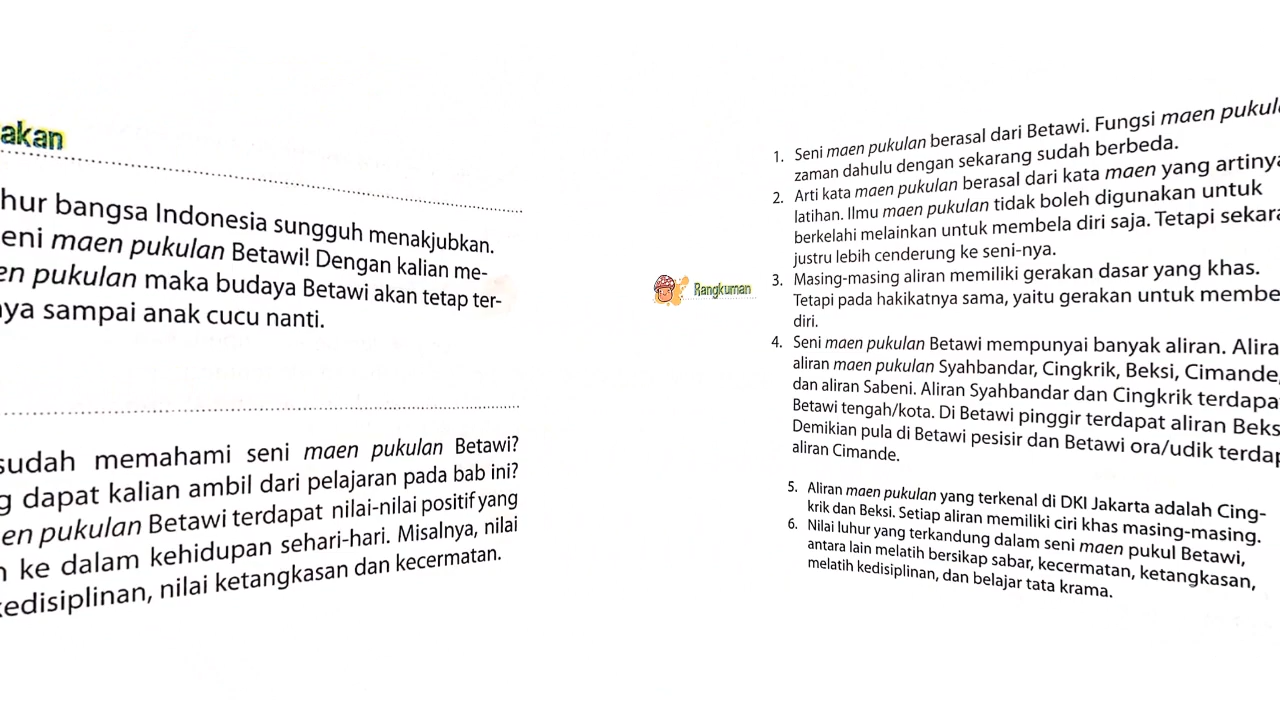 akan
hur bangsa Indonesia sungguh menakjubkan.
eni maen pukulan Betawi! Dengan kalian me-
en pukulan maka budaya Betawi akan tetap ter-
ya sampai anak cucu nanti.
sudah memahami seni maen pukulan Betawi?
g dapat kalian ambil dari pelajaran pada bab ini?
en pukulan Betawi terdapat nilai-nilai positif yang
ke dalam kehidupan sehari-hari. Misalnya, nilai
kedisiplinan, nilai ketangkasan dan kecermatan.
Rangkuman
1. Seni maen pukulan berasal dari Betawi. Fungsi maen pukul
zaman dahulu dengan sekarang sudah berbeda.
2. Arti kata maen pukulan berasal dari kata maen yang artinya
latihan. Ilmu maen pukulan tidak boleh digunakan untuk
berkelahi melainkan untuk membela diri saja. Tetapi sekara
justru lebih cenderung ke seni-nya.
3. Masing-masing aliran memiliki gerakan dasar yang khas.
Tetapi pada hakikatnya sama, yaitu gerakan untuk membe
diri.
4. Seni maen pukulan Betawi mempunyai banyak aliran. Alira
aliran maen pukulan Syahbandar, Cingkrik, Beksi, Cimande,
dan aliran Sabeni. Aliran Syahbandar dan Cingkrik terdapa
Betawi tengah/kota. Di Betawi pinggir terdapat aliran Beks
Demikian pula di Betawi pesisir dan Betawi ora/udik terdap
aliran Cimande.
5. Aliran maen pukulan yang terkenal di DKI Jakarta adalah Cing-
krik dan Beksi. Setiap aliran memiliki ciri khas masing-masing.
6. Nilai luhur yang terkandung dalam seni maen pukul Betawi,
antara lain melatih bersikap sabar, kecermatan, ketangkasan,
melatih kedisiplinan, dan belajar tata krama.